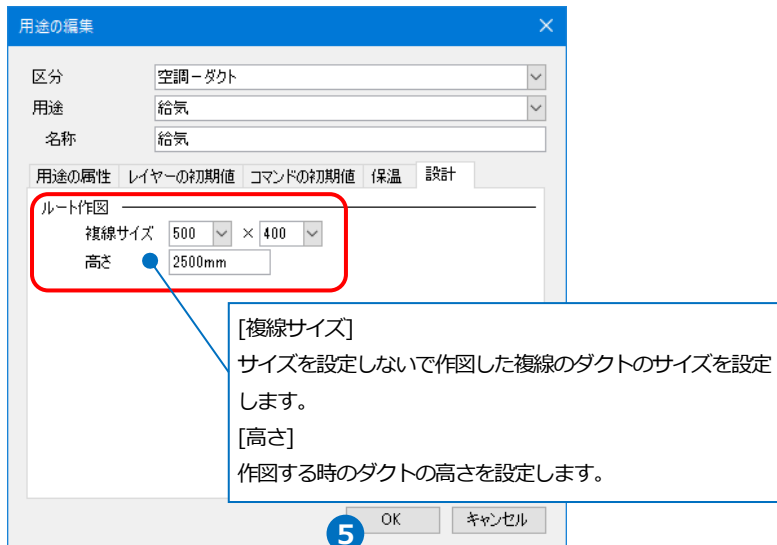 用途の編集
区分 空調－ダクト
用途 給気
名称 給気
用途の属性 レイヤーの初期値 コマンドの初期値 保温 設計
ルート作図
複線サイズ 500 × 400
高さ 2500mm
[複線サイズ]
サイズを設定しないで作図した複線のダクトのサイズを設定
します。
[高さ]
作図する時のダクトの高さを設定します。
5 OK キャンセル